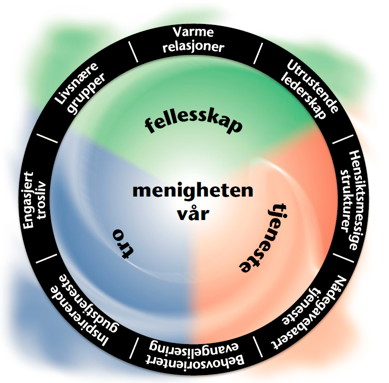 Varme
relasjoner
Utrustende
lederskap
Hensiktsmessige
strukturer
Nådegavebasert
tjeneste
Behovsorientert
evangelisering
Inspirerende
gudstjeneste
Engasjert
trosliv
Livsnære
grupper
fellesskap
tjeneste
tro
menigheten
vår